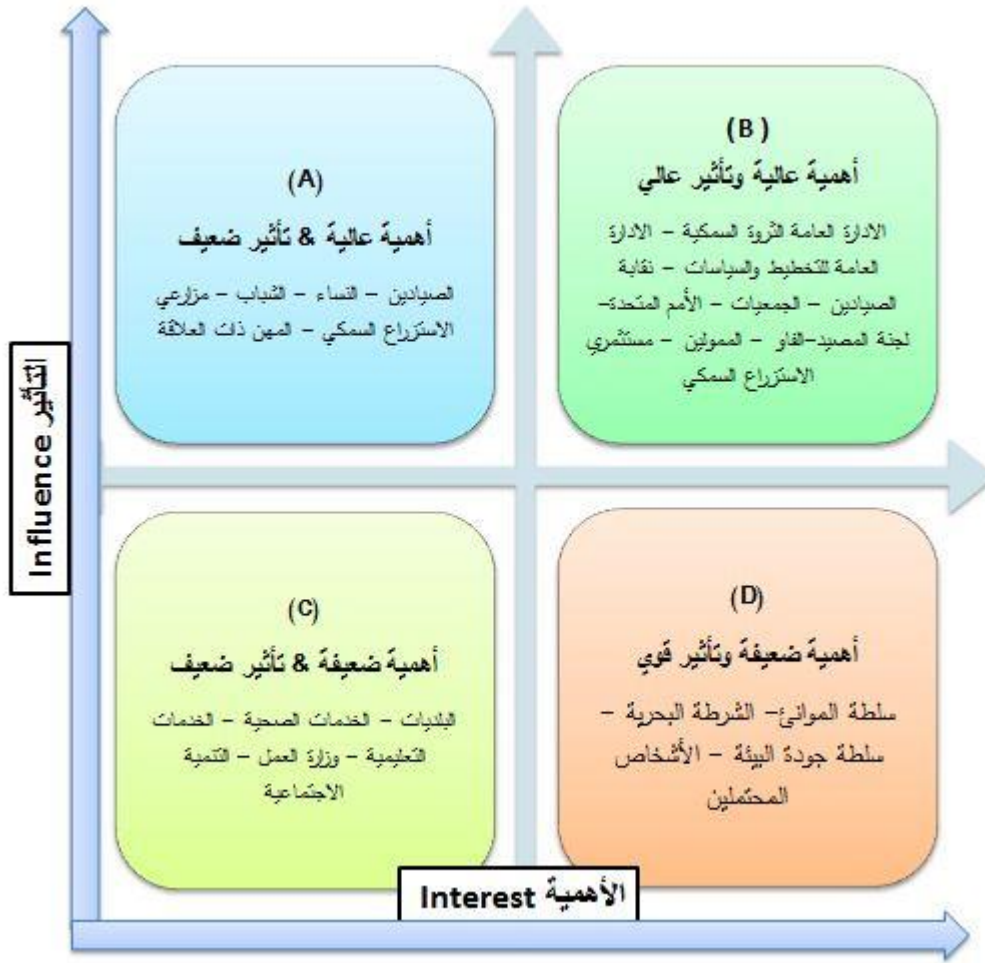 (A)
أهمية عالية & تأثير ضعيف
الصيادين – النساء – الشباب – مزارعي
الاستزراع السمكي – المهن ذات العلاقة
(B )
أهمية عالية وتأثير عالي
الادارة العامة الثروة السمكية – الادارة
العامة للتخطيط والسياسات – نقابة
الصيادين – الجمعيات – الأمم المتحدة–
لجنة المصيد–الفاو – الممولين – مستثمري
الاستزراع السمكي
التأثير Influence
(C)
أهمية ضعيفة & تأثير ضعيف
البلديات – الخدمات الصحية – الخدمات
التعليمية – وزارة العمل – التنمية
الاجتماعية
(D)
أهمية ضعيفة وتأثير قوي
سلطة الموانئ– الشرطة البحرية –
سلطة جودة البيئة – الأشخاص
المحتملين
الأهمية Interest